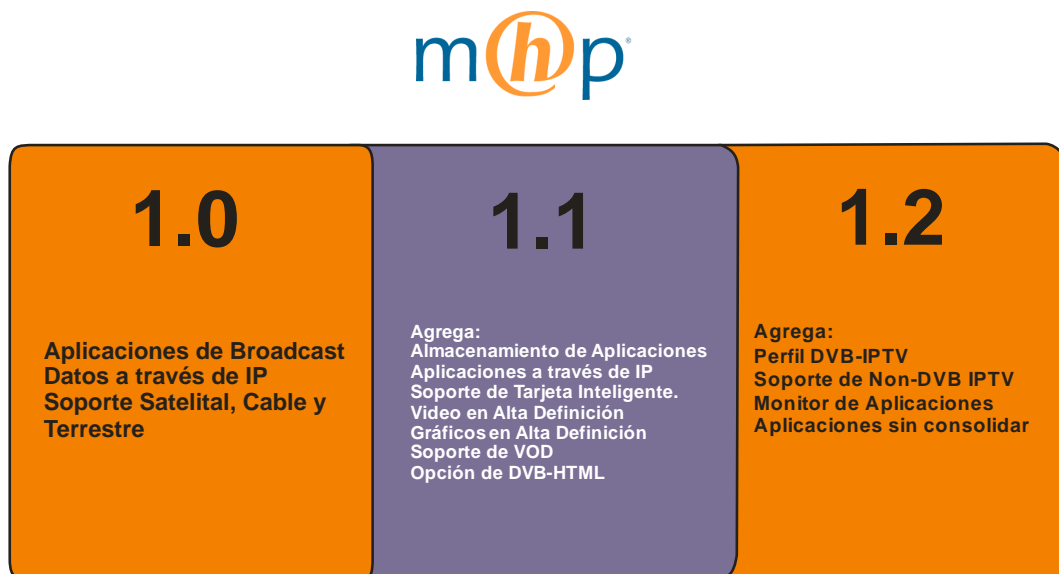 m@hp®
1.0
Aplicaciones de Broadcast
Datos a través de IP
Soporte Satelital, Cable y
Terrestre
1.1
Agrega:
Almacenamiento de Aplicaciones
Aplicaciones a través de IP
Soporte de Tarjeta Inteligente.
Video en Alta Definición
Gráficos en Alta Definición
Soporte de VOD
Opción de DVB-HTML
1.2
Agrega:
Perfil DVB-IPTV
Soporte de Non-DVB IPTV
Monitor de Aplicaciones
Aplicaciones sin consolidar